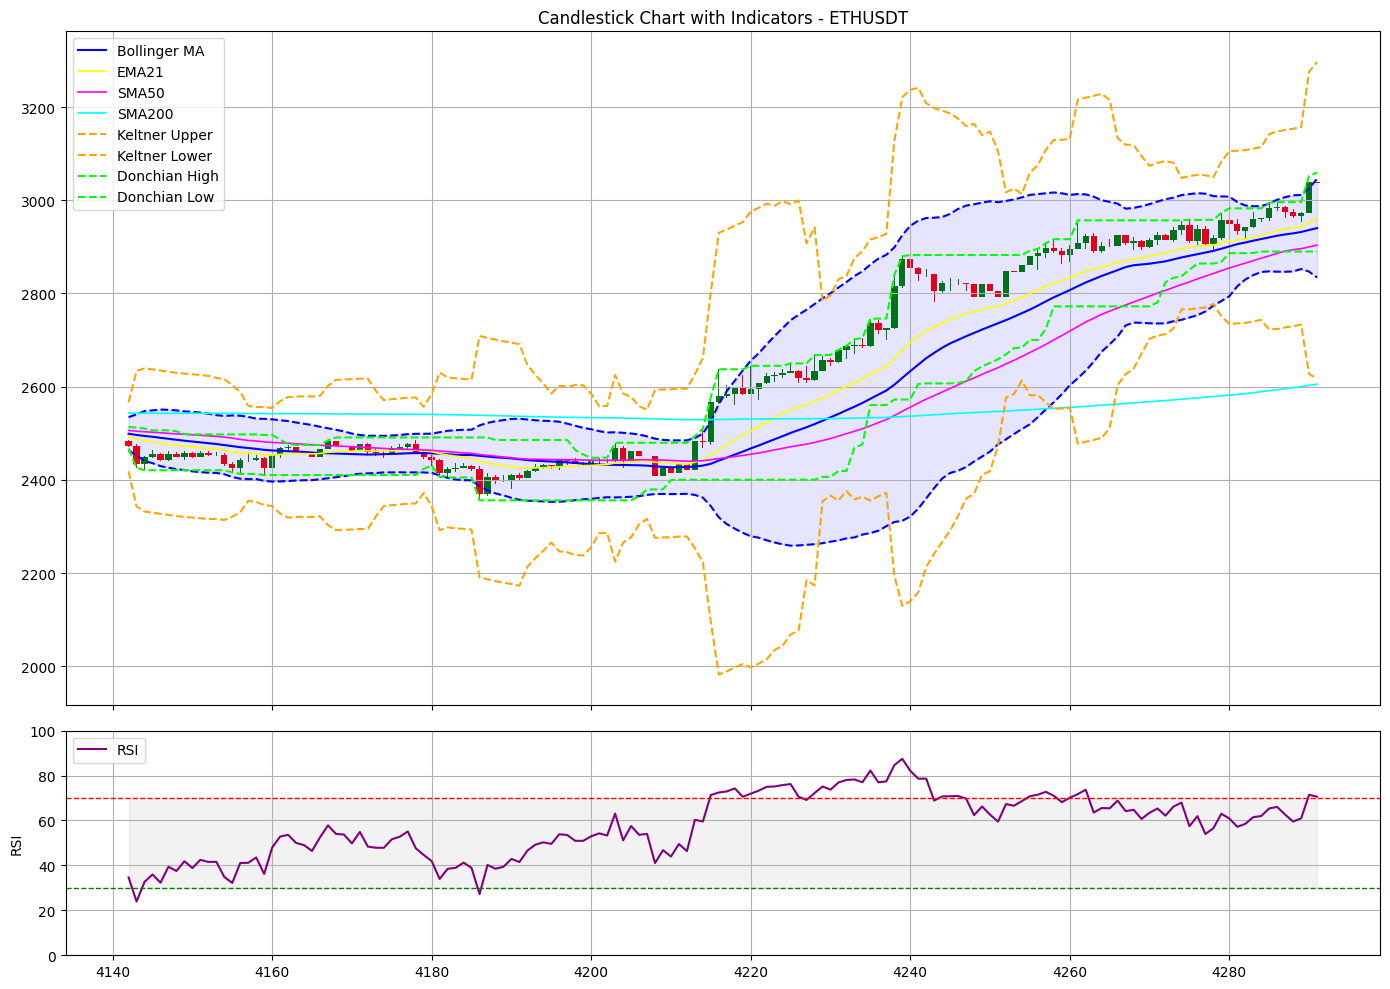 Candlestick Chart with Indicators - ETHUSDT
Bollinger MA
EMA21
SMA50
SMA200
Keltner Upper
Keltner Lower
Donchian High
Donchian Low
3200
3000
2800
2600
2400
2200
2000
RSI
100
80
60
40
20
0
RSI
4140
4160
4180
4200
4220
4240
4260
4280